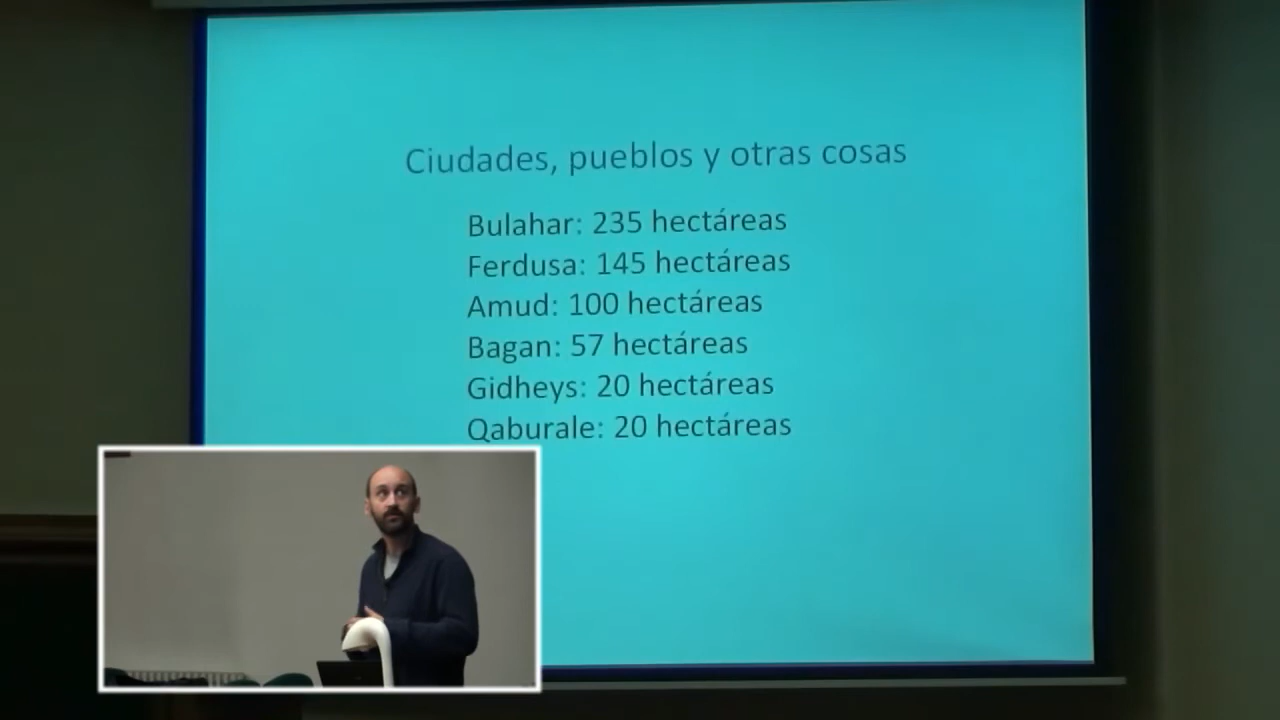 Ciudades, pueblos y otras cosas
Bulahar: 235 hectáreas
Ferdusa: 145 hectáreas
Amud: 100 hectáreas
Bagan: 57 hectáreas
Gidheys: 20 hectáreas
Qaburale: 20 hectáreas